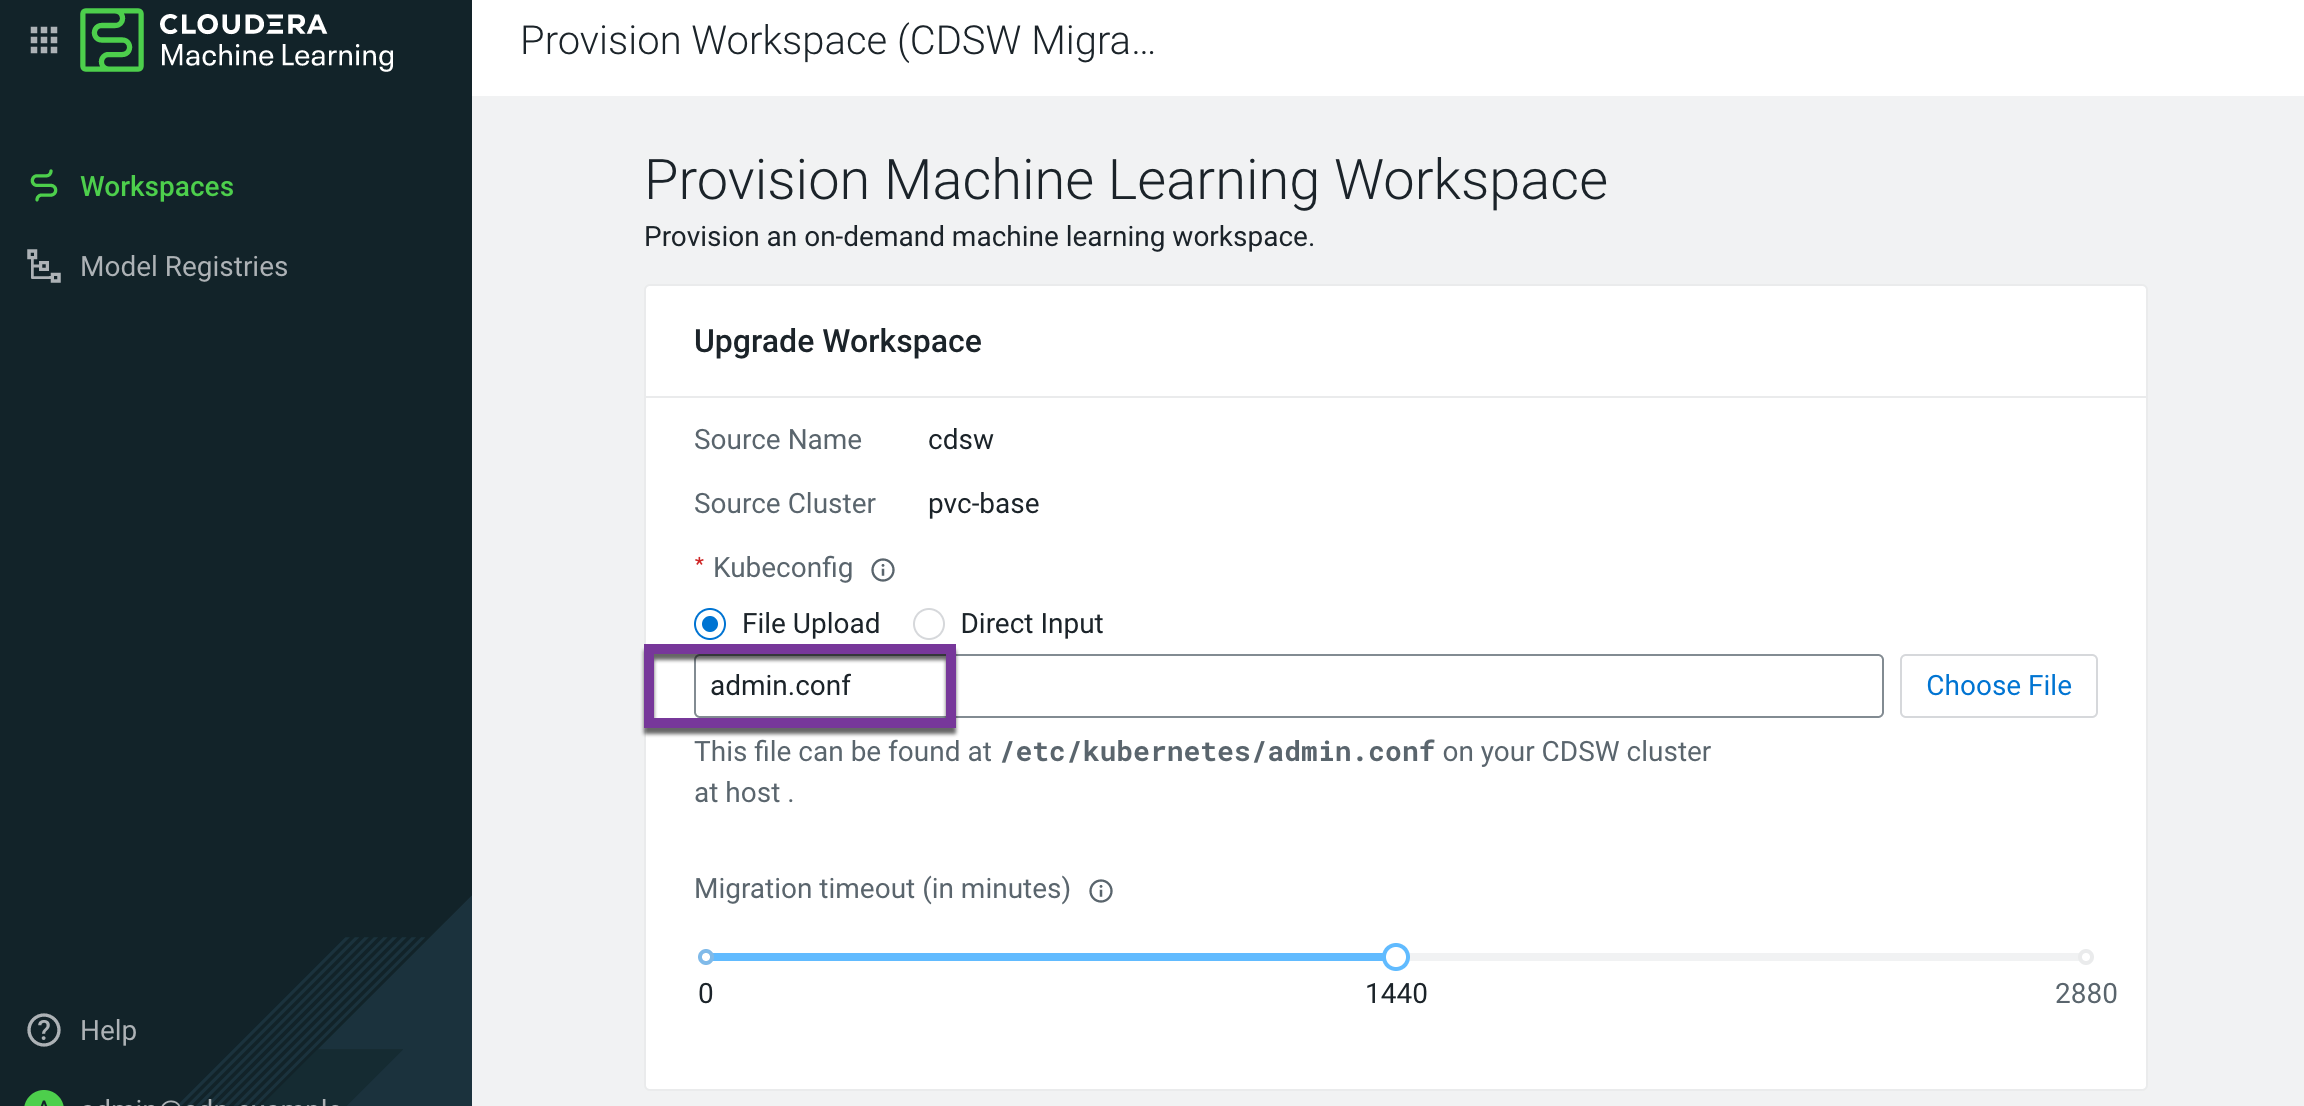 CLOUDERA
Machine Learning
Provision Workspace (CDSW Migra...
Workspaces
Model Registries
Provision Machine Learning Workspace
Provision an on-demand machine learning workspace.
Upgrade Workspace
Source Name cdsw
Source Cluster pvc-base
* Kubeconfig
File Upload Direct Input
admin.conf Choose File
This file can be found at /etc/kubernetes/admin.conf on your CDSW cluster
at host .
Migration timeout (in minutes)
0 1440 2880
Help